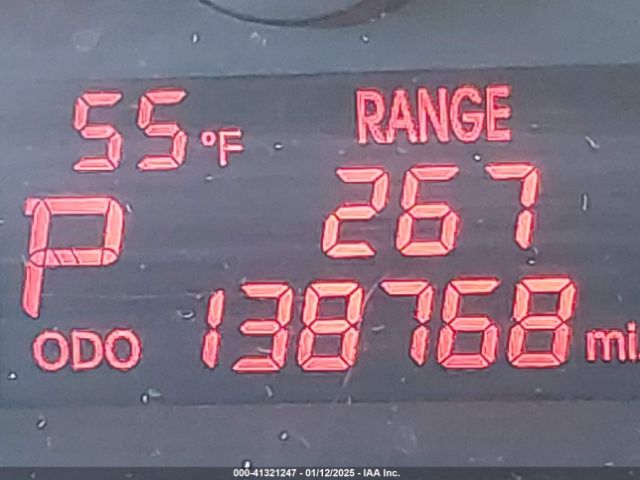 55°F RANGE
P 267
ODO 138768 mi.
000-41321247 - 01/12/2025 - IAA Inc.